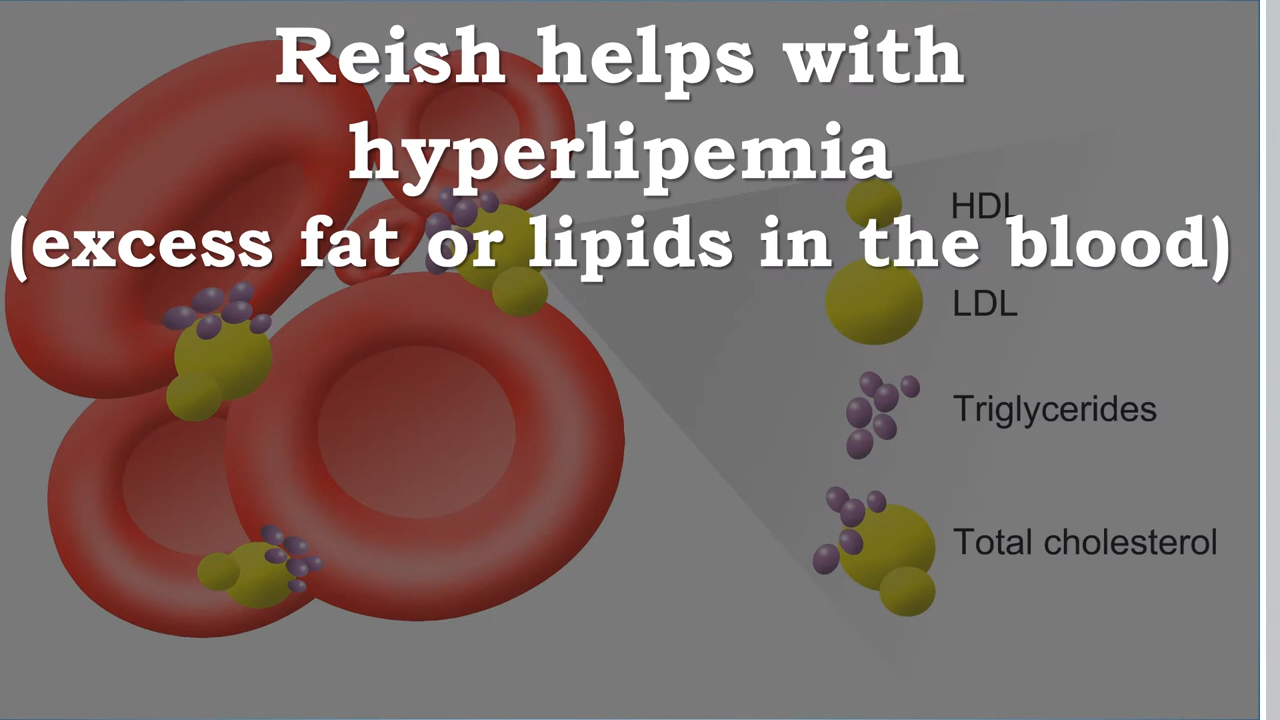 Reish helps with
hyperlipemia
(excess fat or lipids in the blood)
HDL
LDL
Triglycerides
Total cholesterol